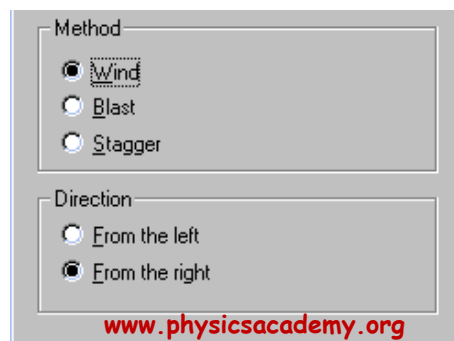 Method
Wind
Blast
Stagger
Direction
From the left
From the right
www.physicsacademy.org